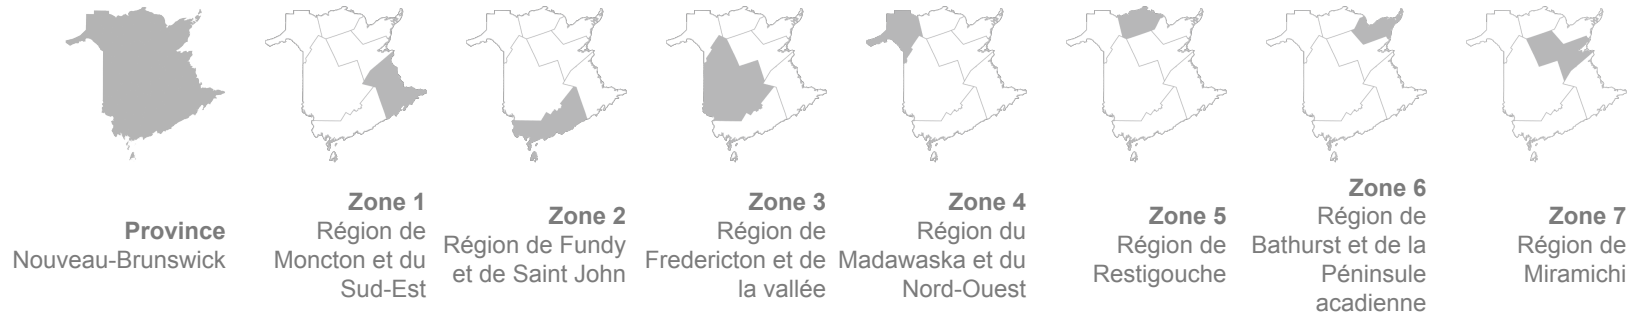 Province
Nouveau-Brunswick
Zone 1
Région de
Moncton et du
Sud-Est
Zone 2
Région de Fundy
et de Saint John
Zone 3
Région de
Fredericton et de
la vallée
Zone 4
Région du
Madawaska et du
Nord-Ouest
Zone 5
Région de
Restigouche
Zone 6
Région de
Bathurst et de la
Péninsule
acadienne
Zone 7
Région de
Miramichi